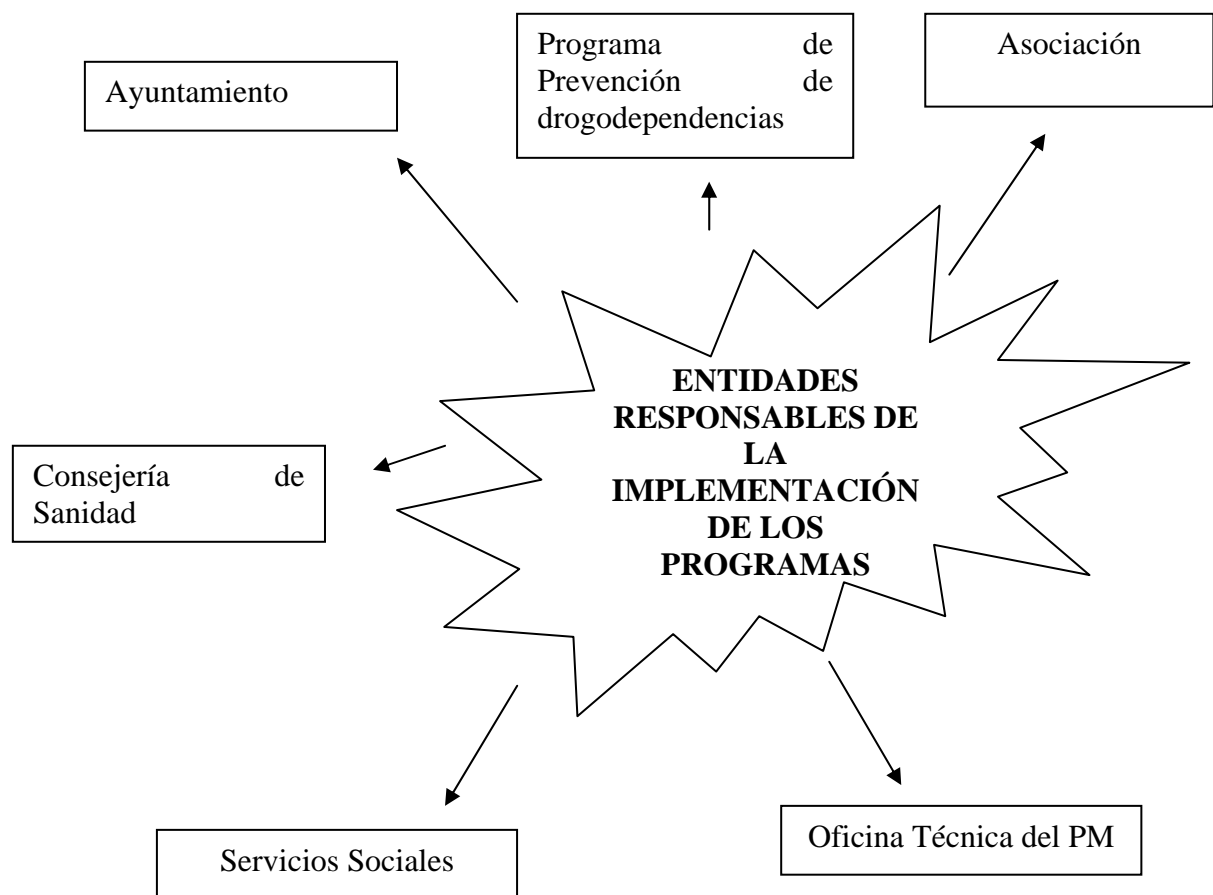 Programa de
Prevención de
drogodependencias
Asociación
Ayuntamiento
ENTIDADES
RESPONSABLES DE
LA
IMPLEMENTACIÓN
DE LOS
PROGRAMAS
Consejería de
Sanidad
Servicios Sociales
Oficina Técnica del PM